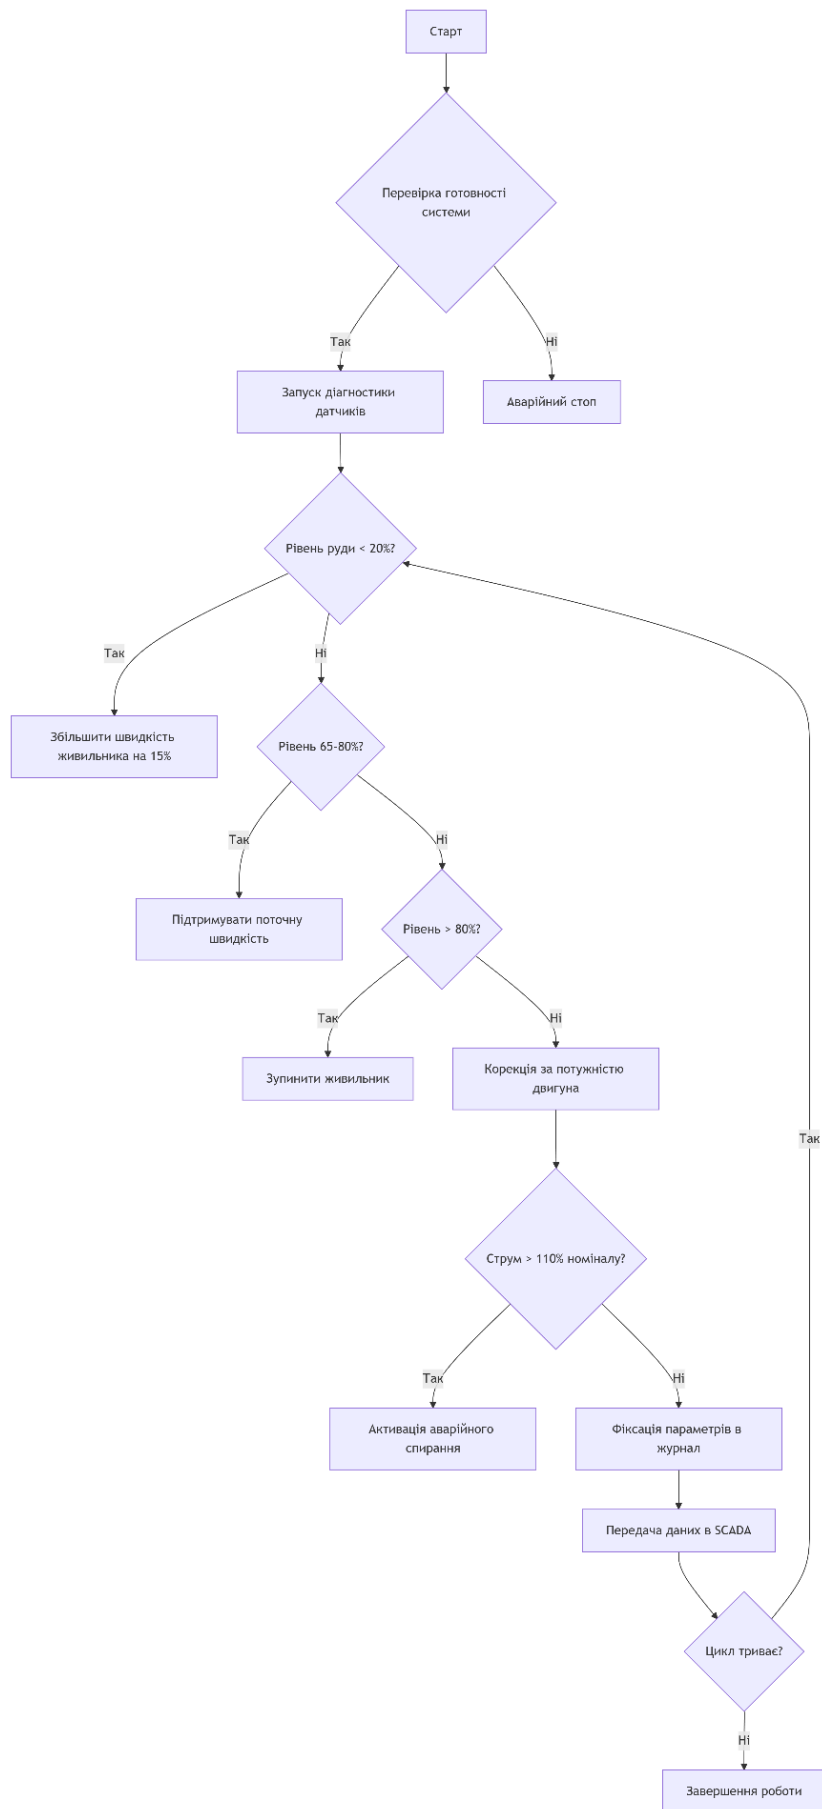 Старт
Перевірка готовності
системи
Так
Ні
Запуск діагностики
датчиків
Аварійний стоп
Рівень руди < 20%?
Так
Ні
Збільшити швидкість
живильника на 15%
Рівень 65-80%?
Так
Ні
Підтримувати поточну
швидкість
Рівень > 80%?
Так
Ні
Зупинити живильник
Корекція за потужністю
двигуна
Так
Струм > 110% номіналу?
Так
Ні
Активація аварійного
спирання
Фіксація параметрів в
журнал
Передача даних в SCADA
Цикл триває?
Ні
Завершення роботи